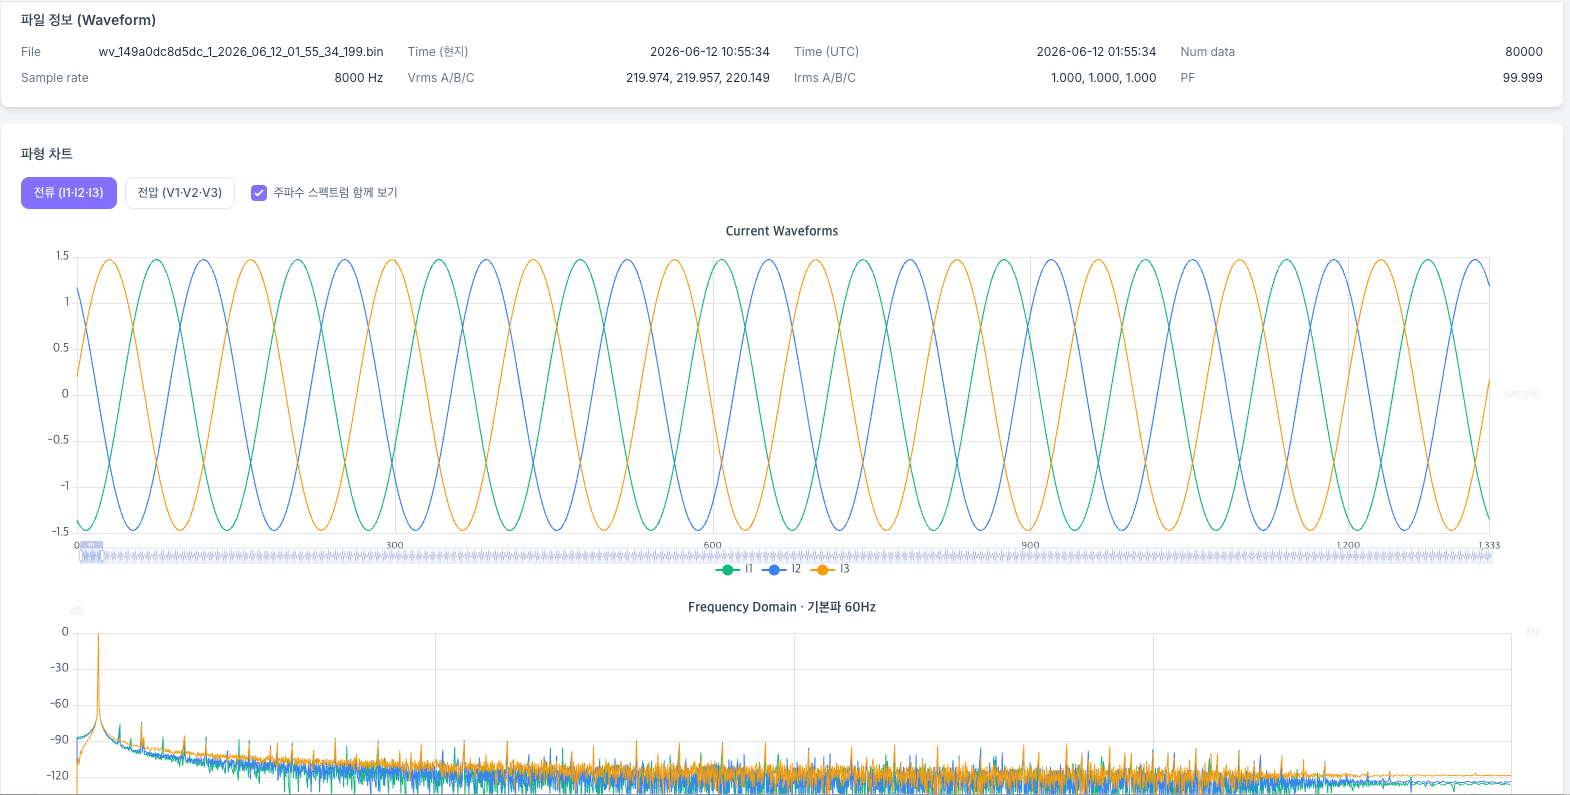 파일 정보 (Waveform)
File wv_149a0dc8d5dc_1_2026_06_12_01_55_34_199.bin Time (현지) 2026-06-12 10:55:34 Time (UTC) 2026-06-12 01:55:34 Num data 80000
Sample rate 8000 Hz Vrms A/B/C 219.974, 219.957, 220.149 Irms A/B/C 1.000, 1.000, 1.000 PF 99.999
파형 차트
전류 (I1·I2·I3) 전압 (V1·V2·V3) 주파수 스펙트럼 함께 보기
Current Waveforms
1.5
1
0.5
0 sample
-0.5
-1
-1.5
0 300 600 900 1,200 1,333
I1 I2 I3
Frequency Domain · 기본파 60Hz
dB
0 Hz
-30
-60
-90
-120